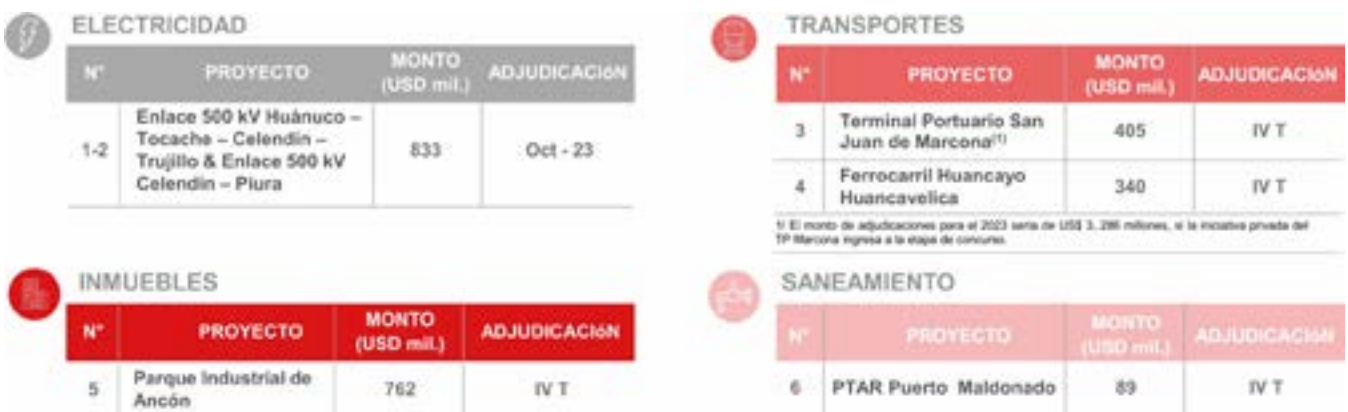 ELECTRICIDAD
N° PROYECTO MONTO (USD mil.) ADJUDICACIóN
1-2 Enlace 500 kV Huánuco – Tocache – Celendín – Trujillo & Enlace 500 kV Celendín – Piura 833 Oct - 23
TRANSPORTES
N° PROYECTO MONTO (USD mil.) ADJUDICACIóN
3 Terminal Portuario San Juan de Marcona(1) 405 IV T
4 Ferrocarril Huancayo Huancavelica 340 IV T
1/ El monto de adjudicaciones para el 2023 sería de US$ 3, 286 millones, si la iniciativa privada del
TP Marcona ingresa a la etapa de concurso.
INMUEBLES
N° PROYECTO MONTO (USD mil.) ADJUDICACIóN
5 Parque Industrial de Ancón 762 IV T
SANEAMIENTO
N° PROYECTO MONTO (USD mil.) ADJUDICACIóN
6 PTAR Puerto Maldonado 89 IV T